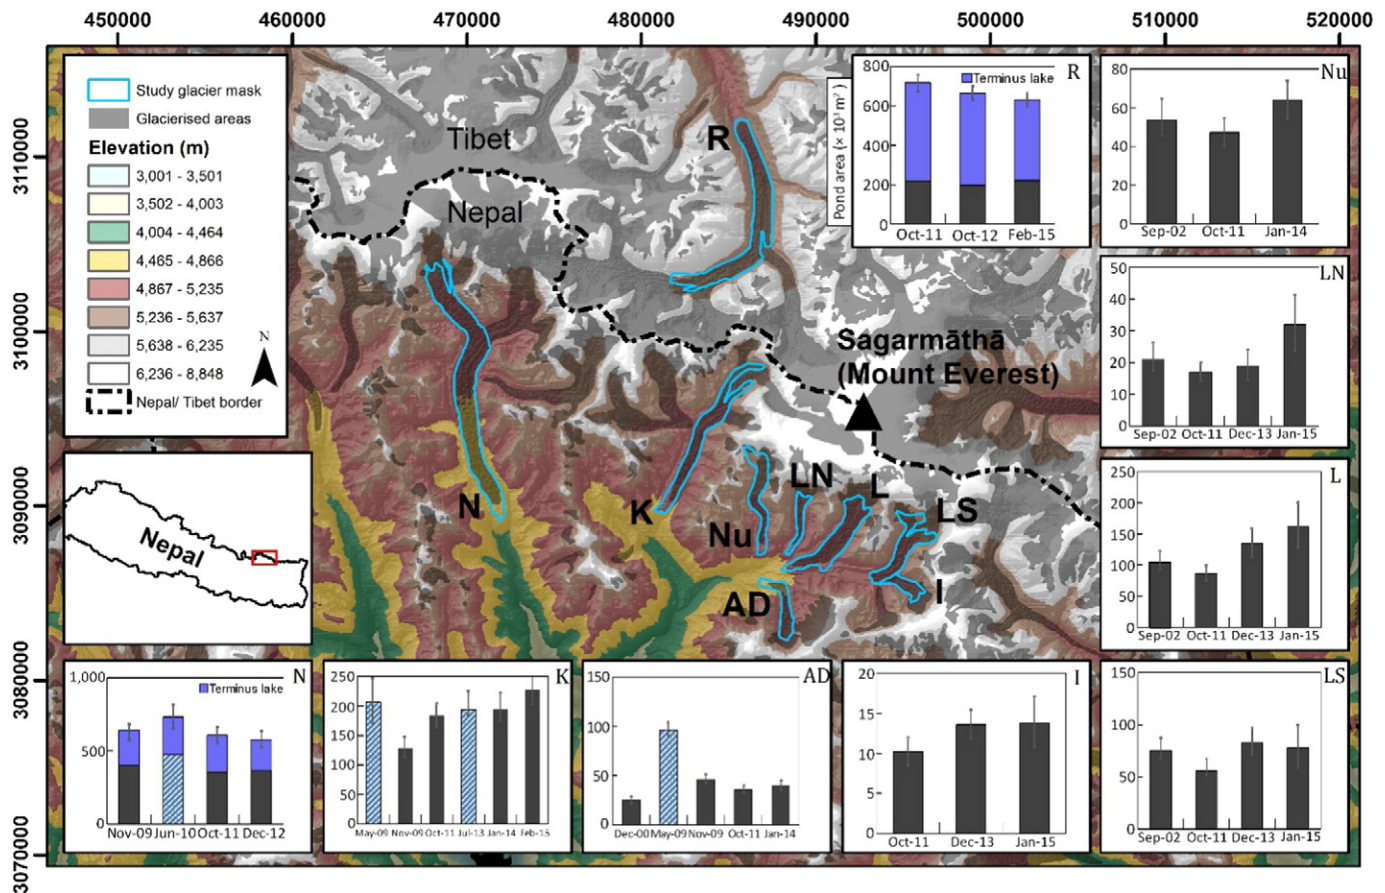 450000 460000 470000 480000 490000 500000 510000 520000
3110000
3100000
3090000
3080000
3070000
Study glacier mask
Glacierised areas
Elevation (m)
3,001 - 3,501
3,502 - 4,003
4,004 - 4,464
4,465 - 4,866
4,867 - 5,235
5,236 - 5,637
5,638 - 6,235
6,236 - 8,848
Nepal/ Tibet border
N
Tibet
Nepal
Sagarmāthā
(Mount Everest)
R
N
K
Nu
LN
L
LS
AD
I
Nepal
R
Terminus lake
Pond area (× 10³ m²)
800
600
400
200
0
Oct-11 Oct-12 Feb-15
Nu
80
60
40
20
0
Sep-02 Oct-11 Jan-14
LN
50
40
30
20
10
0
Sep-02 Oct-11 Dec-13 Jan-15
L
250
200
150
100
50
0
Sep-02 Oct-11 Dec-13 Jan-15
N
Terminus lake
1,000
500
0
Nov-09 Jun-10 Oct-11 Dec-12
K
250
200
150
100
50
0
May-09 Nov-09 Oct-11 Jul-13 Jan-14 Feb-15
AD
150
100
50
0
Dec-00 May-09 Nov-09 Oct-11 Jan-14
I
20
15
10
5
0
Oct-11 Dec-13 Jan-15
LS
150
100
50
0
Sep-02 Oct-11 Dec-13 Jan-15